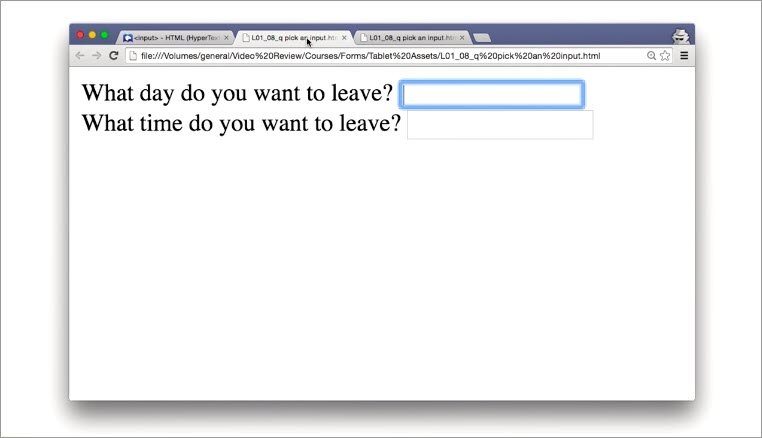 <input> - HTML (HyperTex
L01_08_q pick an input.htm
L01_08_q pick an input.htm
file:///Volumes/general/Video%20Review/Courses/Forms/Tablet%20Assets/L01_08_q%20pick%20an%20input.html
What day do you want to leave?
What time do you want to leave?